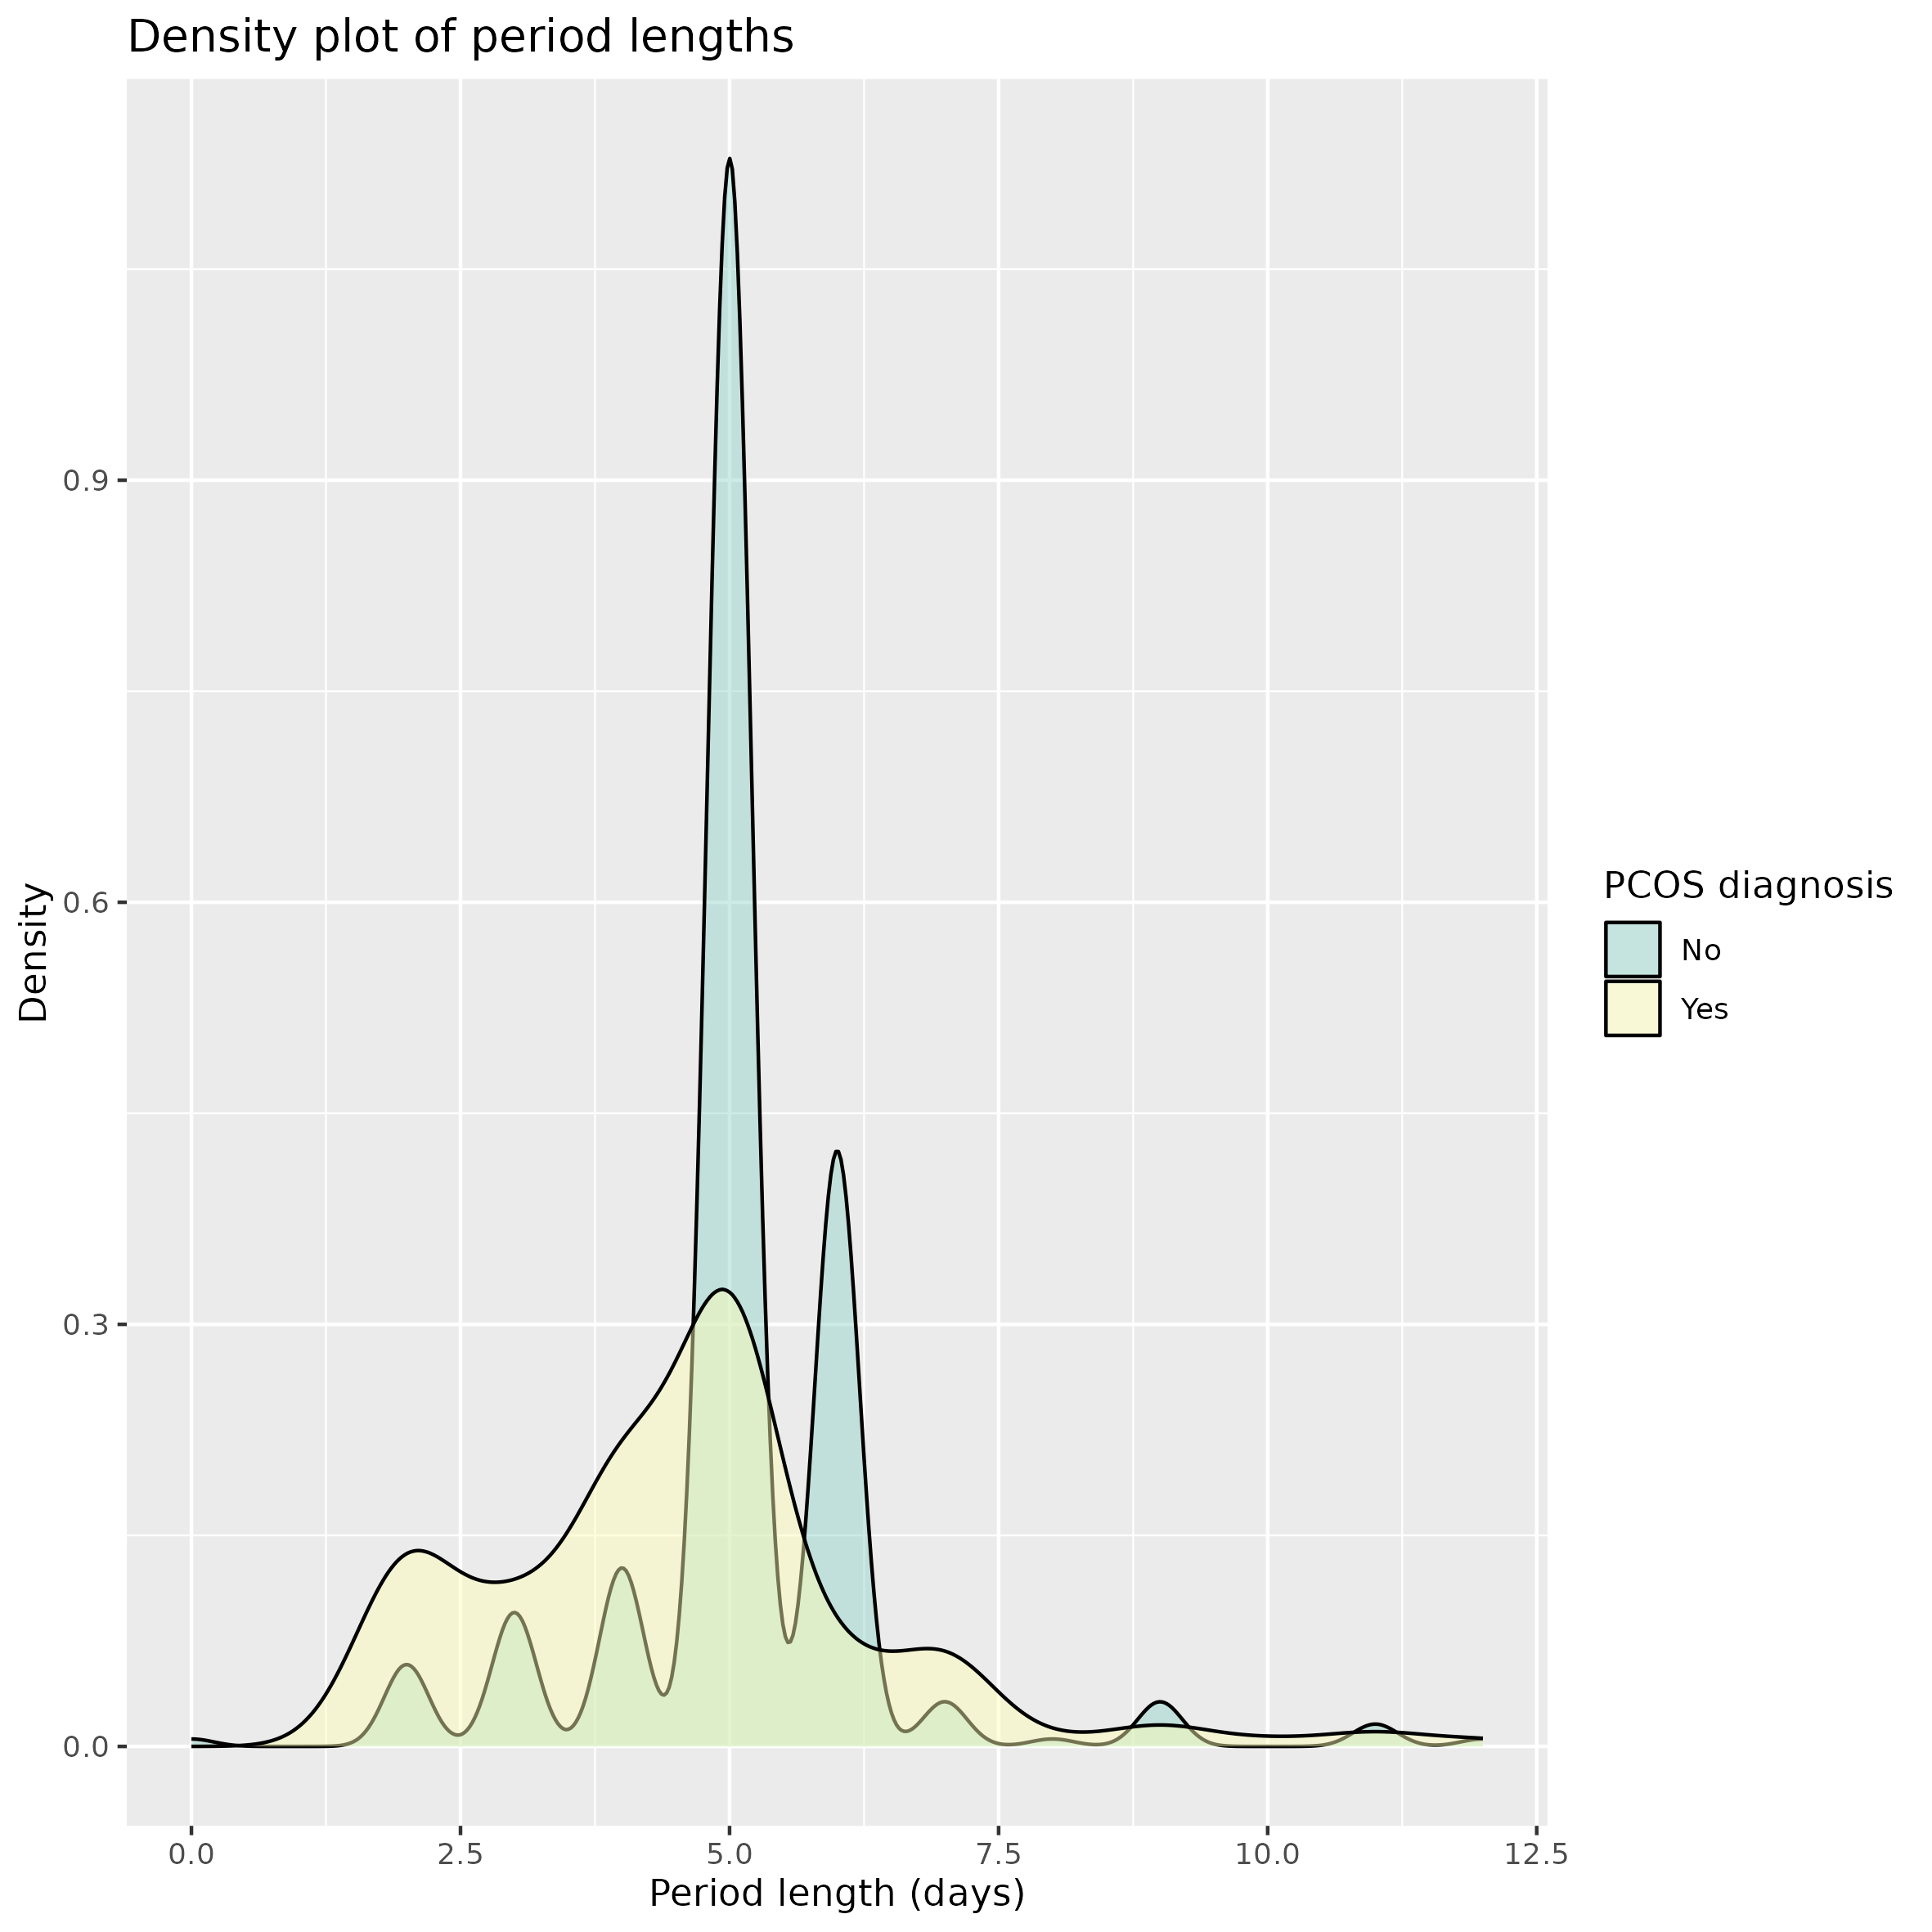 Density plot of period lengths
Density
0.9
0.6
0.3
0.0
0.0 2.5 5.0 7.5 10.0 12.5
Period length (days)
PCOS diagnosis
No
Yes